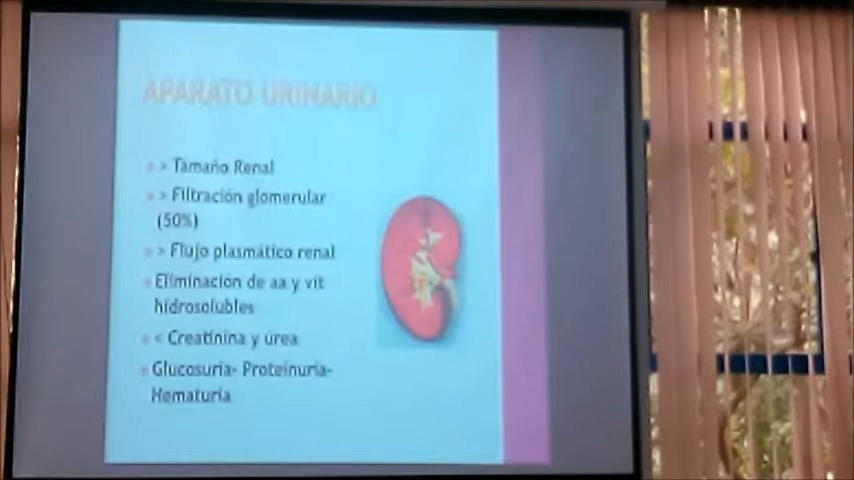 APARATO URINARIO
> Tamaño Renal
> Filtración glomerular
(50%)
> Flujo plasmático renal
Eliminación de aa y vit
hidrosolubles
< Creatinina y úrea
Glucosuria- Proteinuria-
Hematuria